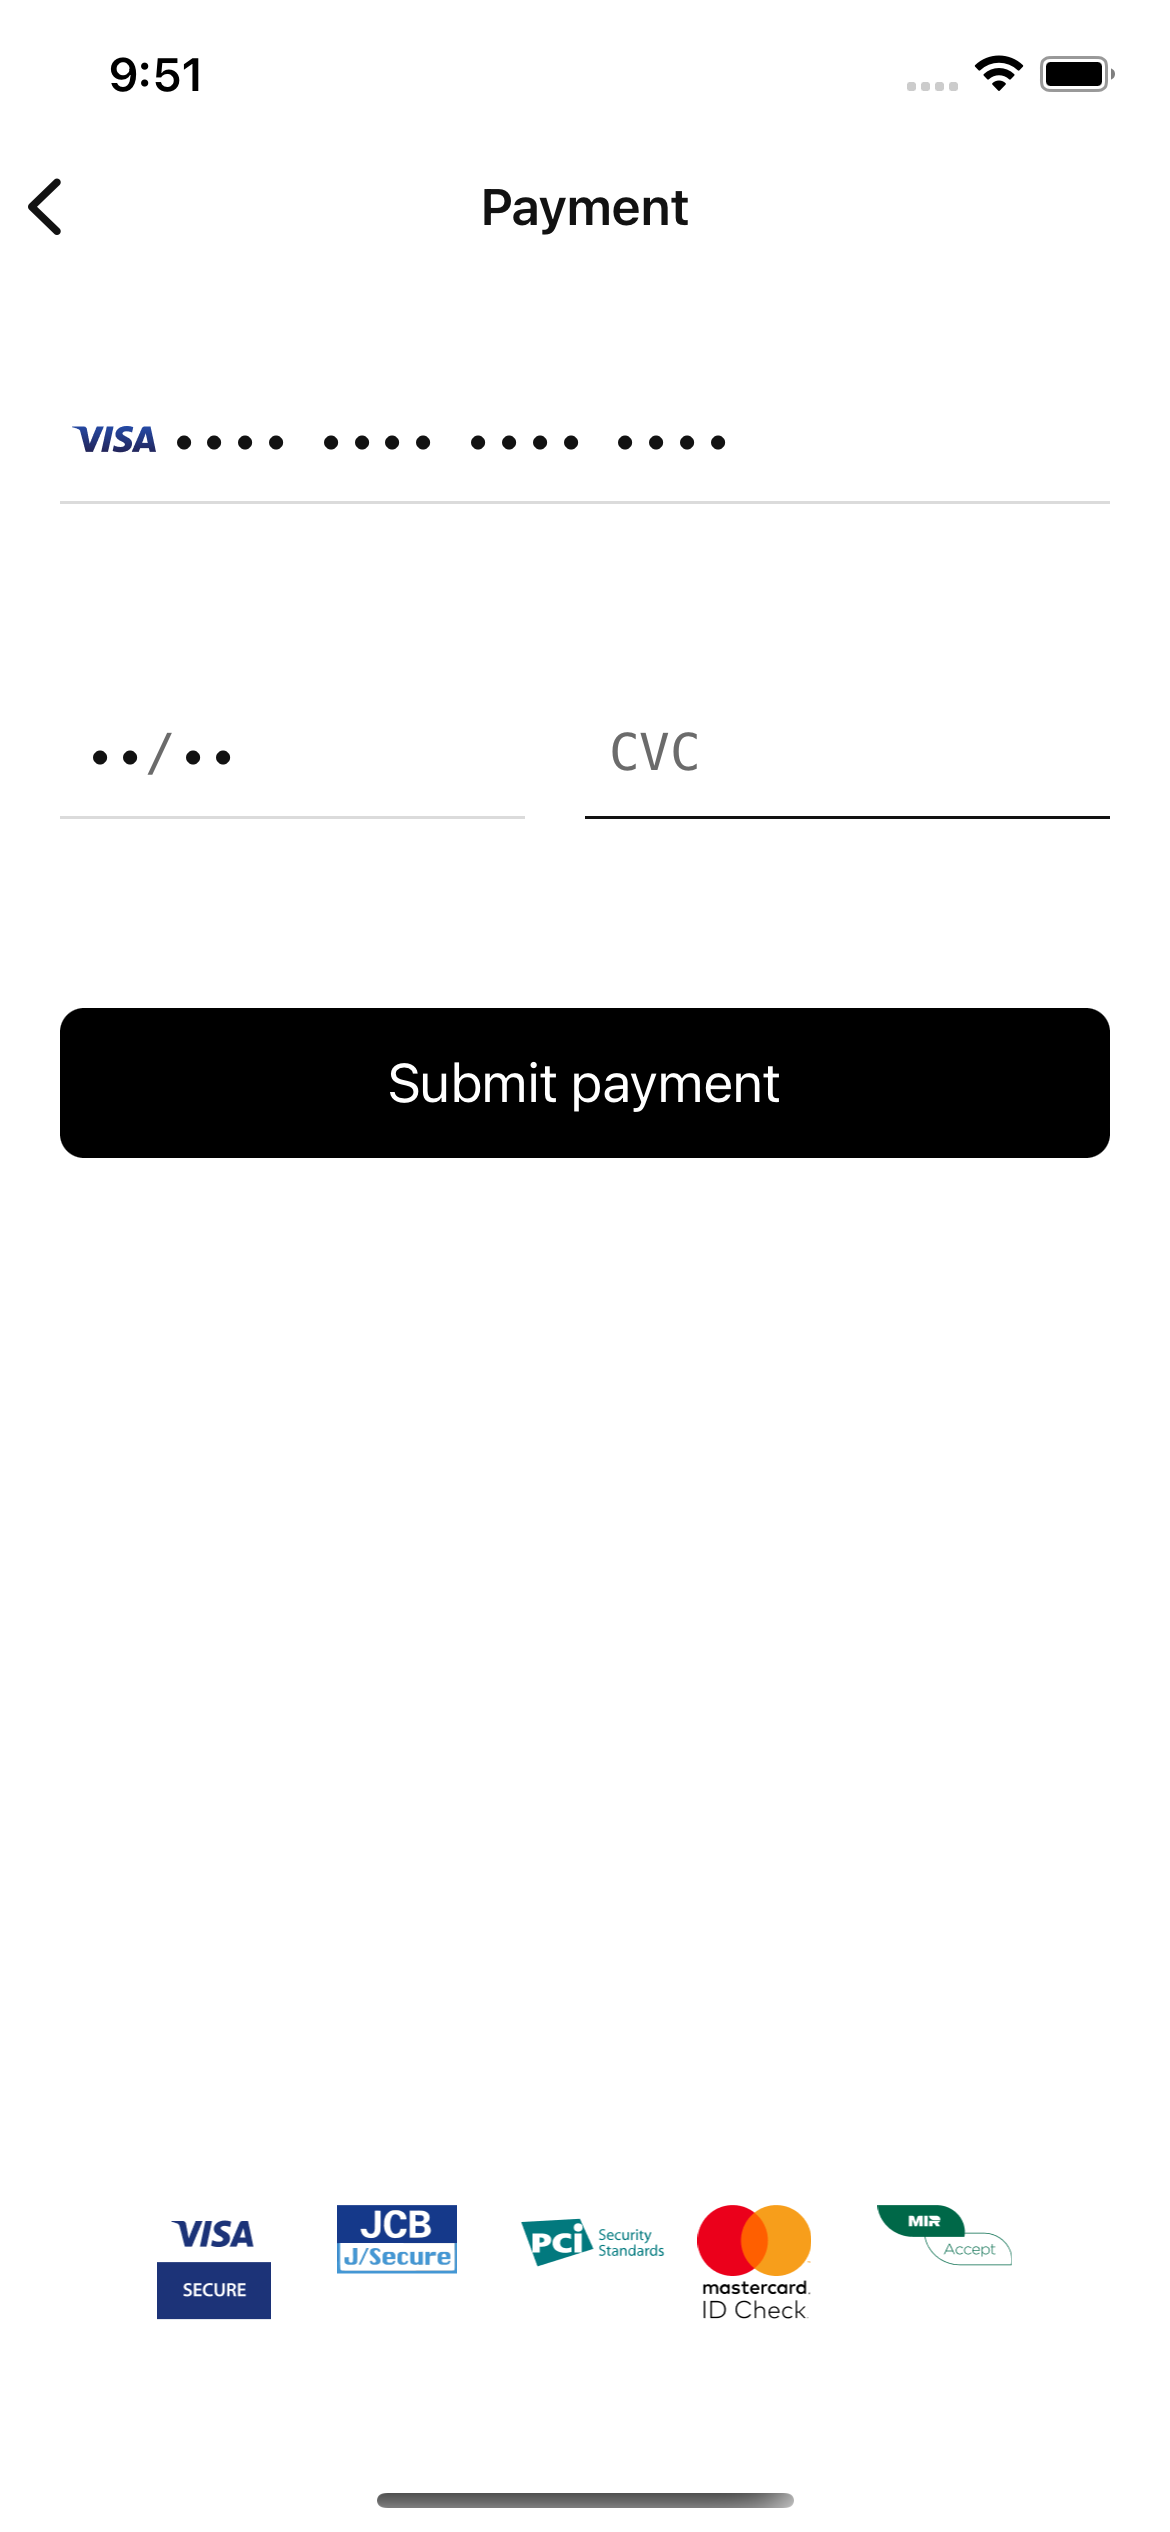 9:51
Payment
VISA •••• •••• •••• ••••
••/•• CVC
Submit payment
VISA
SECURE
JCB
J/Secure
PCi Security
Standards
mastercard.
ID Check
MIR
Accept